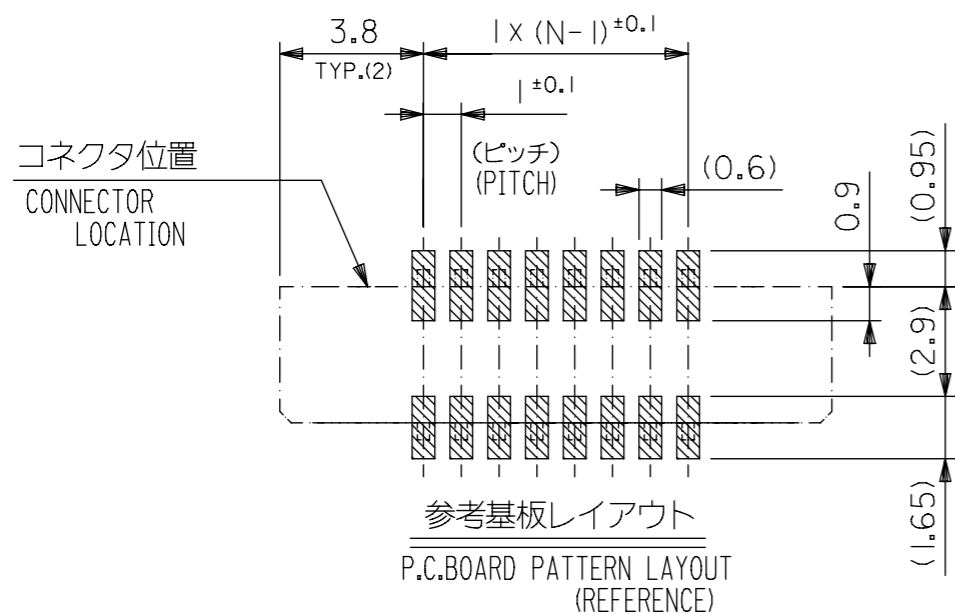 3.8
TYP.(2)
1×(N-1)±0.1
1±0.1
コネクタ位置
CONNECTOR
LOCATION
(ピッチ)
(PITCH)
(0.6)
0.9
(0.95)
(2.9)
(1.65)
参考基板レイアウト
P.C.BOARD PATTERN LAYOUT
(REFERENCE)